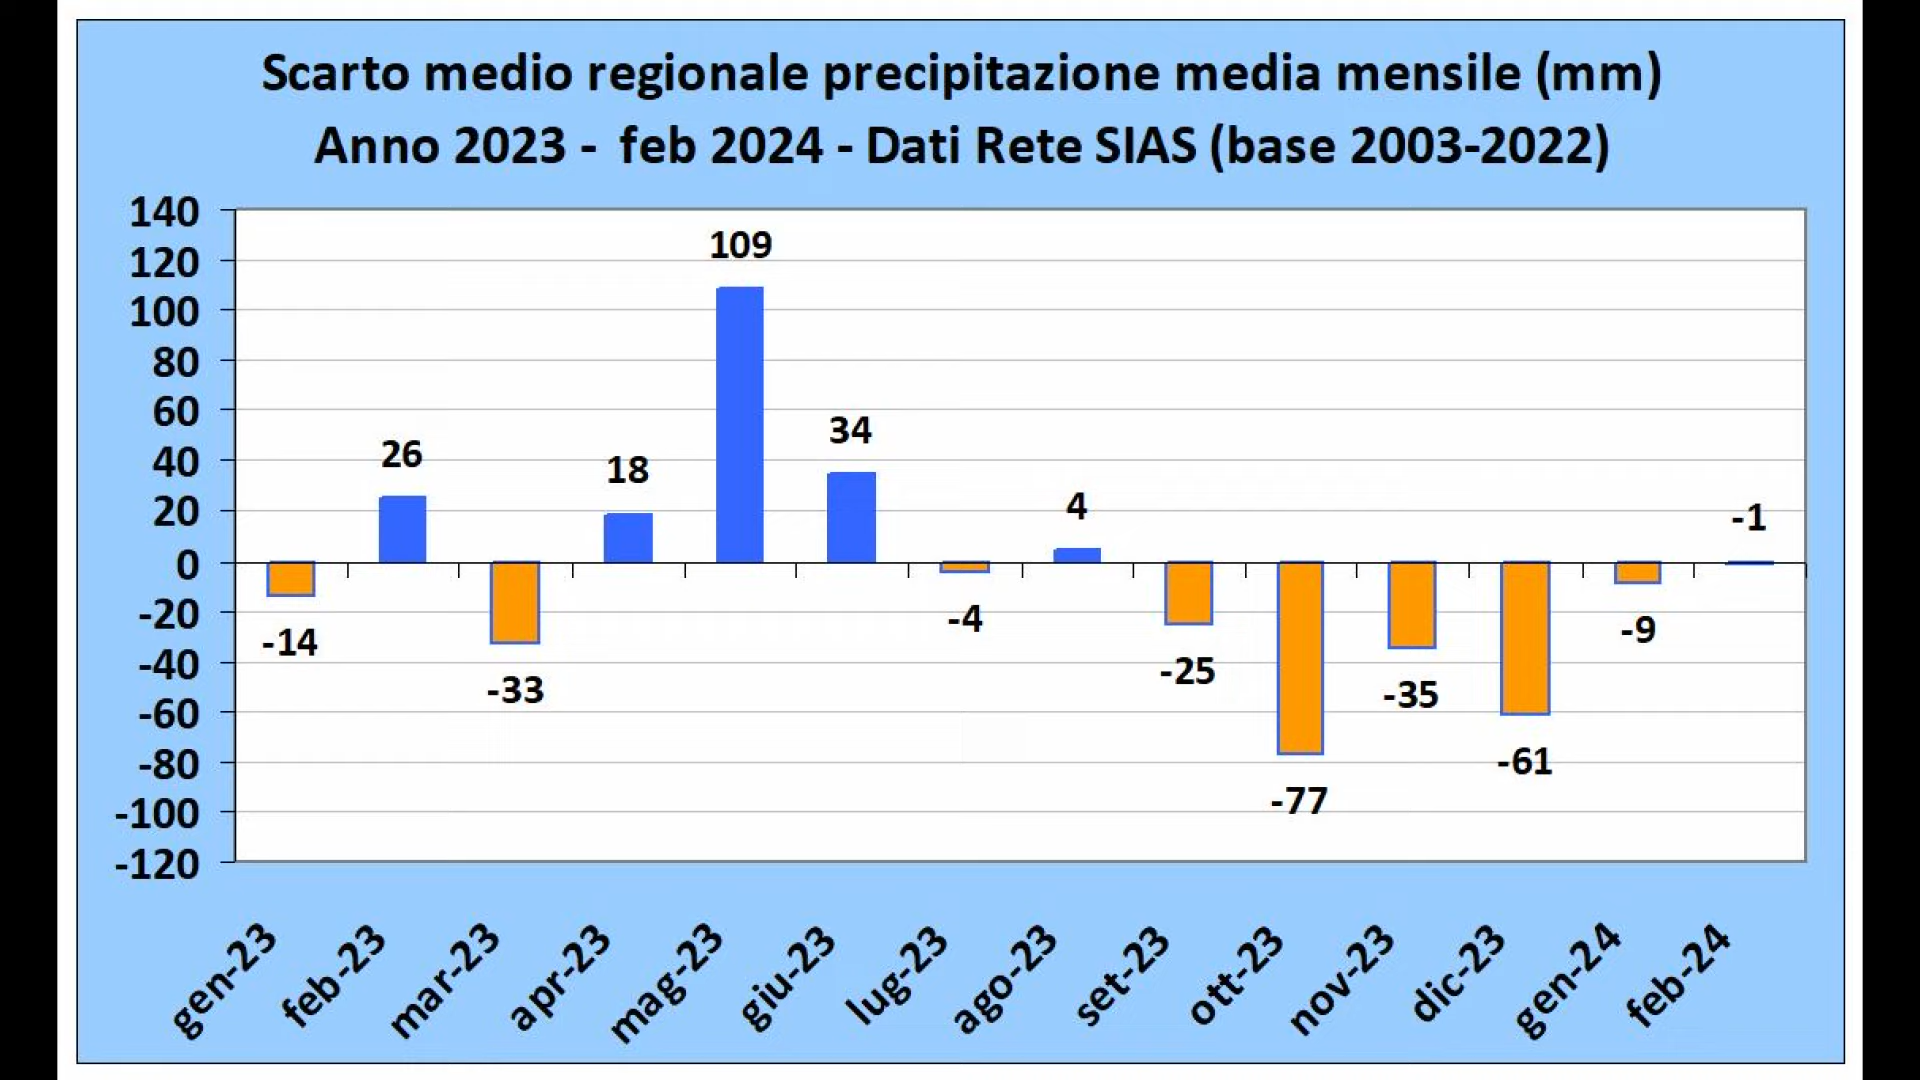 Scarto medio regionale precipitazione media mensile (mm)
Anno 2023 - feb 2024 - Dati Rete SIAS (base 2003-2022)
140
120
100
80
60
40
20
0
-20
-40
-60
-80
-100
-120
-14
26
-33
18
109
34
-4
4
-25
-77
-35
-61
-9
-1
gen-23
feb-23
mar-23
apr-23
mag-23
giu-23
lug-23
ago-23
set-23
ott-23
nov-23
dic-23
gen-24
feb-24